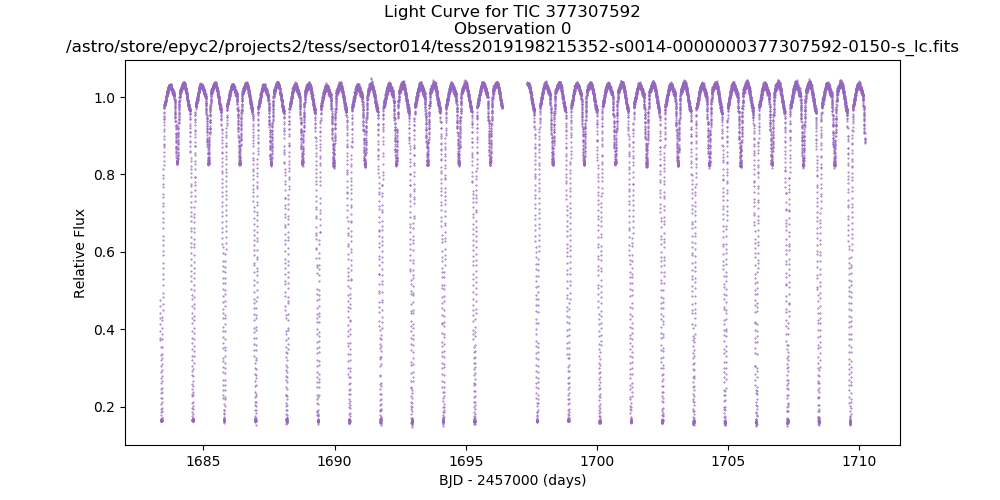 Light Curve for TIC 377307592
Observation 0
/astro/store/epyc2/projects2/tess/sector014/tess2019198215352-s0014-0000000377307592-0150-s_lc.fits
1.0
0.8
0.6
0.4
0.2
Relative Flux
1685
1690
1695
1700
1705
1710
BJD - 2457000 (days)